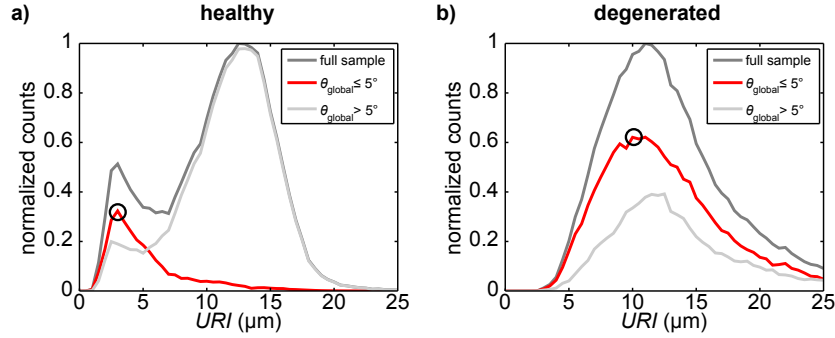 a)
healthy
normalized counts
1
0.8
0.6
0.4
0.2
0
0
5
10
15
20
25
URI (µm)
full sample
θglobal≤ 5°
θglobal> 5°
b)
degenerated
normalized counts
1
0.8
0.6
0.4
0.2
0
0
5
10
15
20
25
URI (µm)
full sample
θglobal≤ 5°
θglobal> 5°